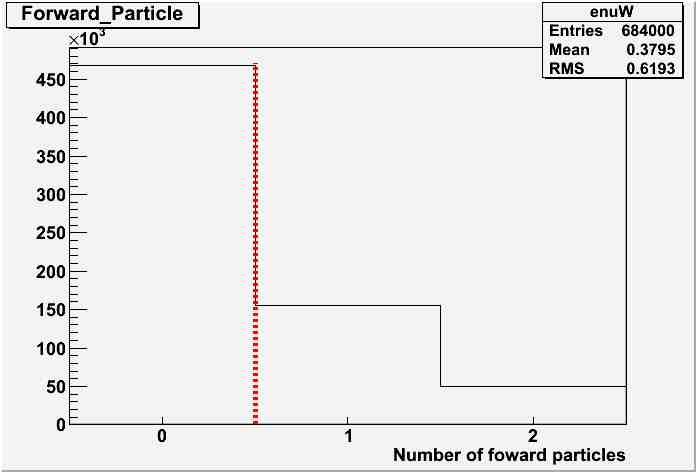 Forward_Particle
enuW
Entries 684000
Mean 0.3795
RMS 0.6193
×10³
450
400
350
300
250
200
150
100
50
0
0 1 2
Number of foward particles